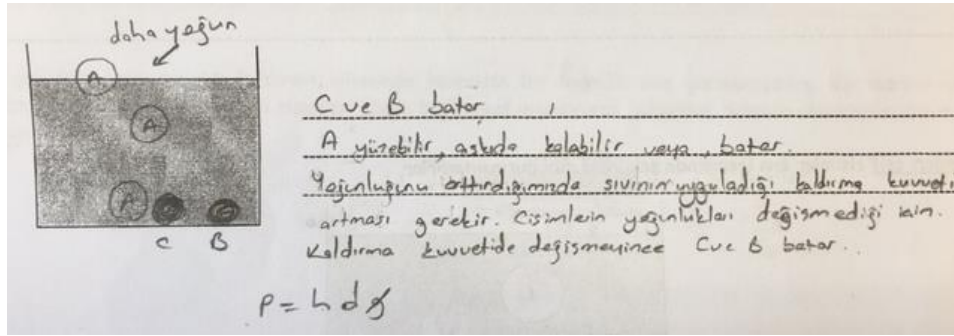 daha yoğun
A
A
A
C B
C ve B batar
A yüzebilir, askıda kalabilir veya, batar.
Yoğunluğunu arttırdığımızda sıvının uyguladığı kaldırma kuvveti
artması gerekir. Cisimlerin yoğunlukları değişmediği için.
Kaldırma kuvvetide değişmeyince C ve B batar..
P = h d g